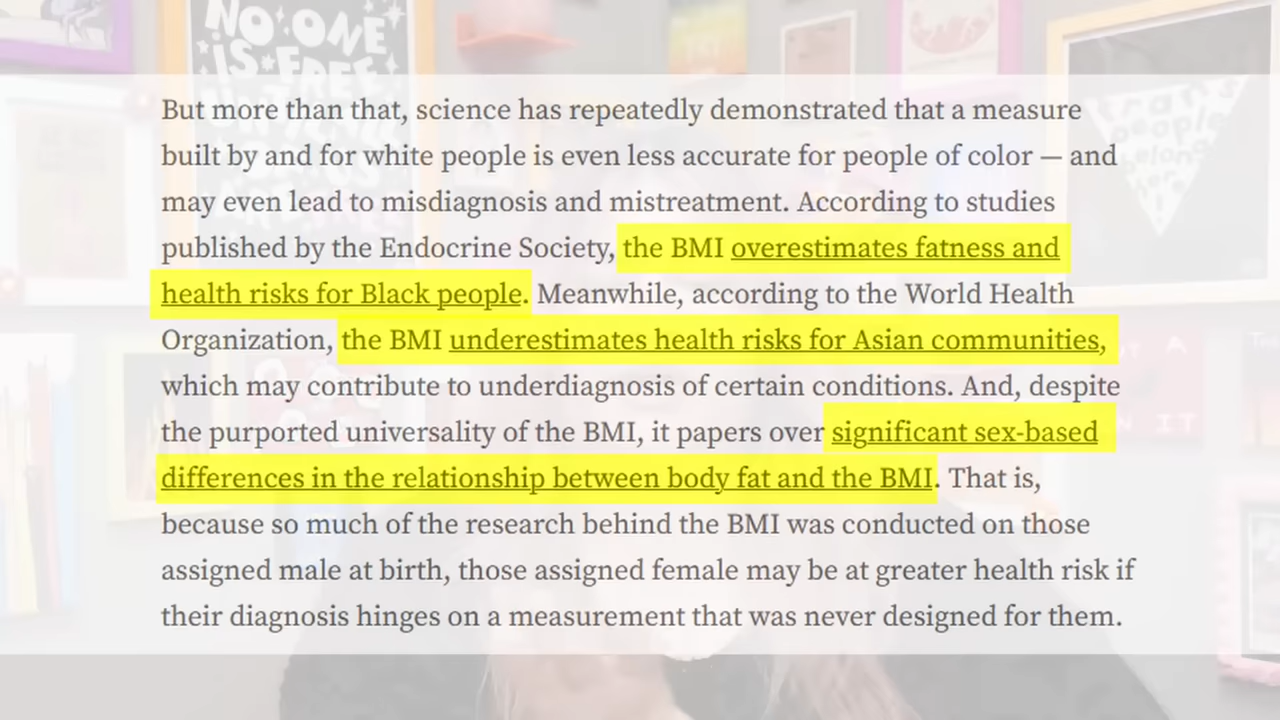 NO ONE
IS FREE
But more than that, science has repeatedly demonstrated that a measure
built by and for white people is even less accurate for people of color — and
may even lead to misdiagnosis and mistreatment. According to studies
published by the Endocrine Society, the BMI overestimates fatness and
health risks for Black people. Meanwhile, according to the World Health
Organization, the BMI underestimates health risks for Asian communities,
which may contribute to underdiagnosis of certain conditions. And, despite
the purported universality of the BMI, it papers over significant sex-based
differences in the relationship between body fat and the BMI. That is,
because so much of the research behind the BMI was conducted on those
assigned male at birth, those assigned female may be at greater health risk if
their diagnosis hinges on a measurement that was never designed for them.
trans
people
belong
here